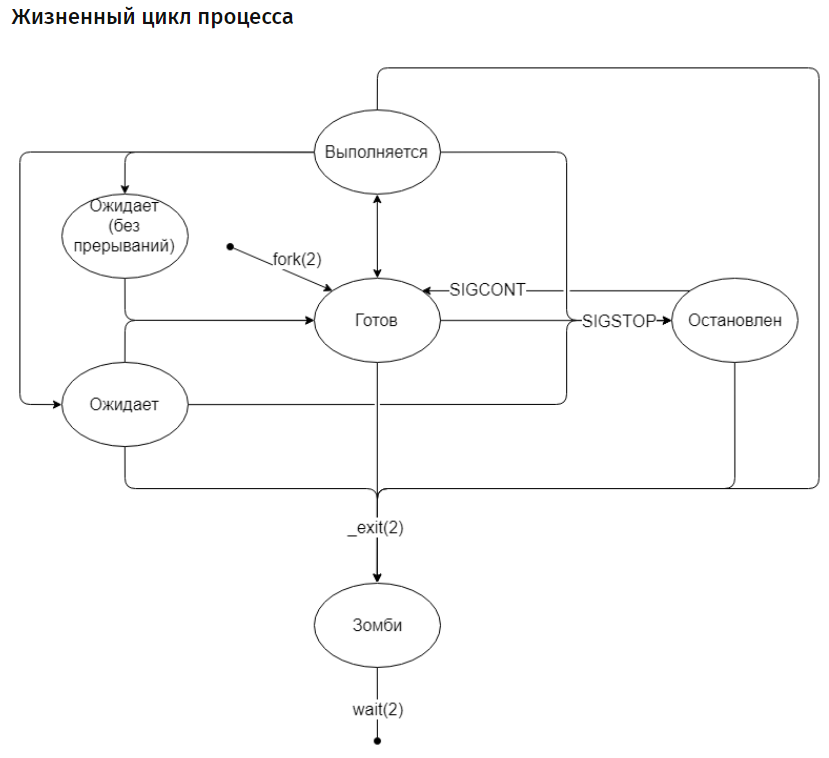 Жизненный цикл процесса
Выполняется
Ожидает
(без
прерываний)
fork(2)
SIGCONT
Готов
SIGSTOP
Остановлен
Ожидает
_exit(2)
Зомби
wait(2)